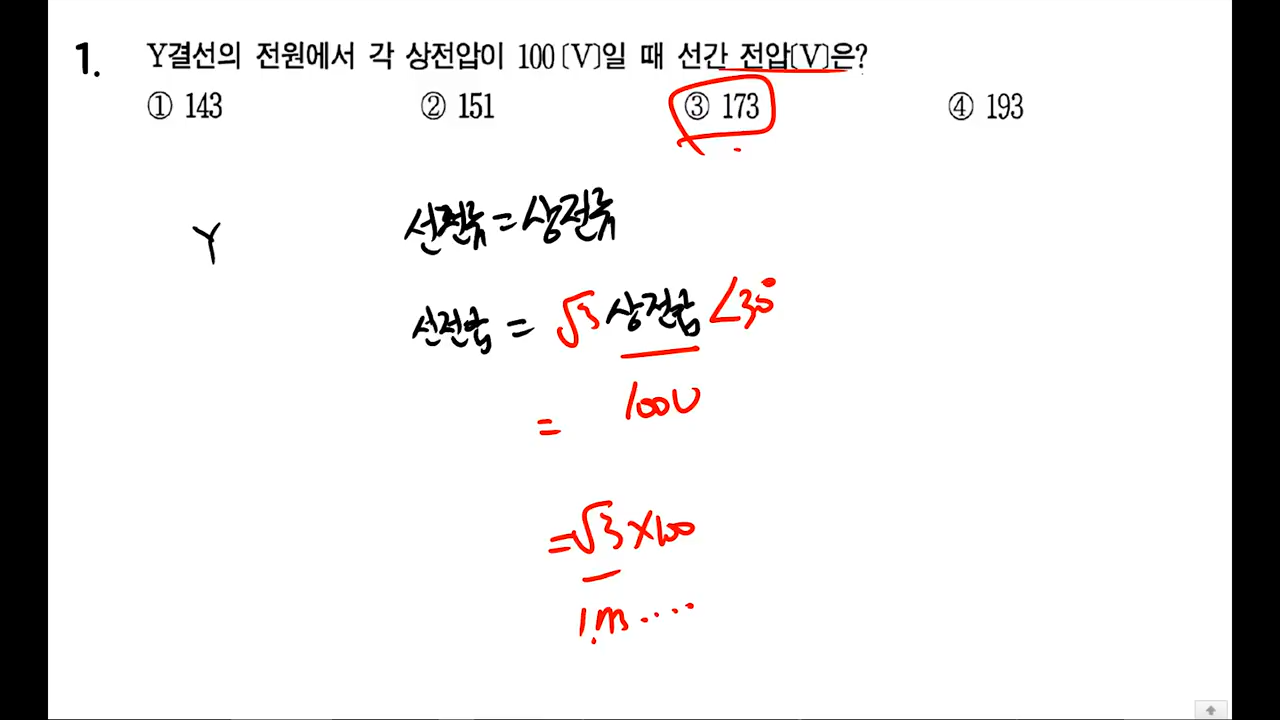 1. Y결선의 전원에서 각 상전압이 100〔V〕일 때 선간 전압〔V〕은?
① 143 ② 151 ③ 173 ④ 193
Y
선전류 = 상전류
선전압 = √3 상전압 ∠30°
100V
=
= √3 × 100
1.73 ....